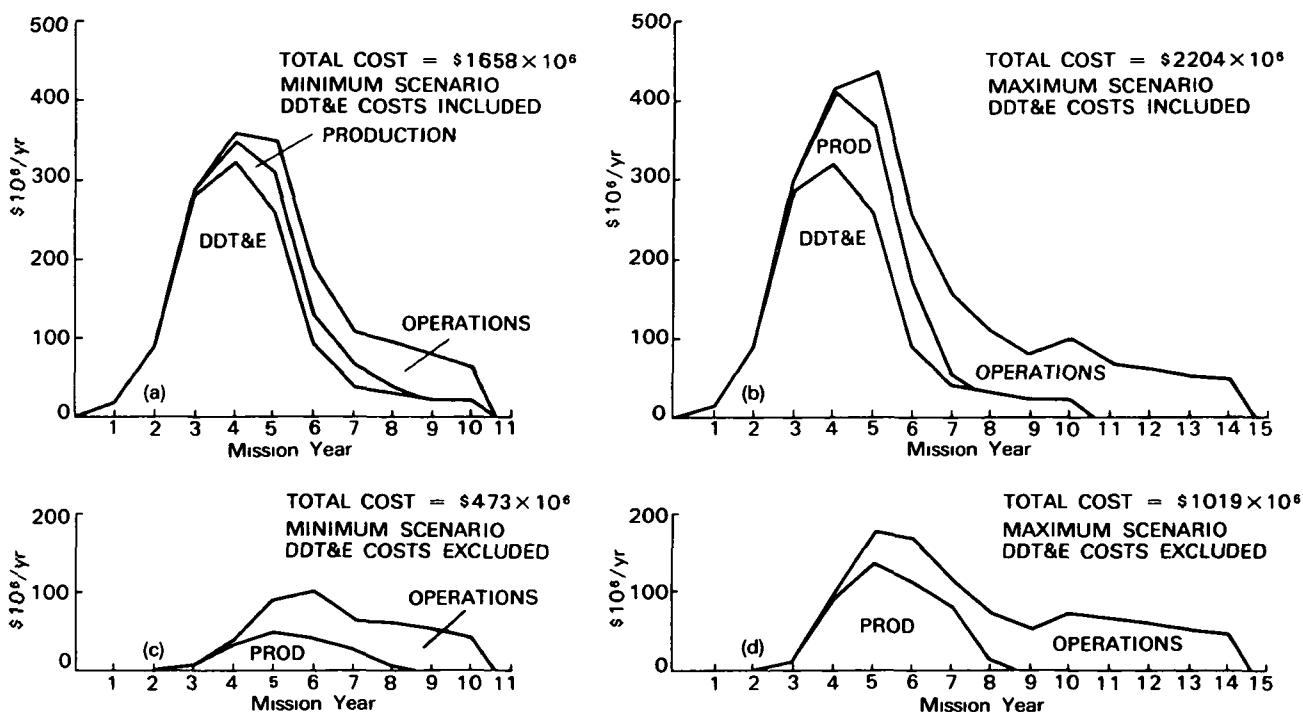 500
400
300
200
100
0
$10⁶/yr
TOTAL COST = $1658×10⁶
MINIMUM SCENARIO
DDT&E COSTS INCLUDED
PRODUCTION
DDT&E
OPERATIONS
(a)
1 2 3 4 5 6 7 8 9 10 11
Mission Year
500
400
300
200
100
0
$10⁶/yr
TOTAL COST = $2204×10⁶
MAXIMUM SCENARIO
DDT&E COSTS INCLUDED
PROD
DDT&E
OPERATIONS
(b)
1 2 3 4 5 6 7 8 9 10 11 12 13 14 15
Mission Year
200
100
0
$10⁶/yr
TOTAL COST = $473×10⁶
MINIMUM SCENARIO
DDT&E COSTS EXCLUDED
OPERATIONS
(c)
PROD
1 2 3 4 5 6 7 8 9 10 11
Mission Year
200
100
0
$10⁶/yr
TOTAL COST = $1019×10⁶
MAXIMUM SCENARIO
DDT&E COSTS EXCLUDED
PROD
OPERATIONS
(d)
1 2 3 4 5 6 7 8 9 10 11 12 13 14 15
Mission Year